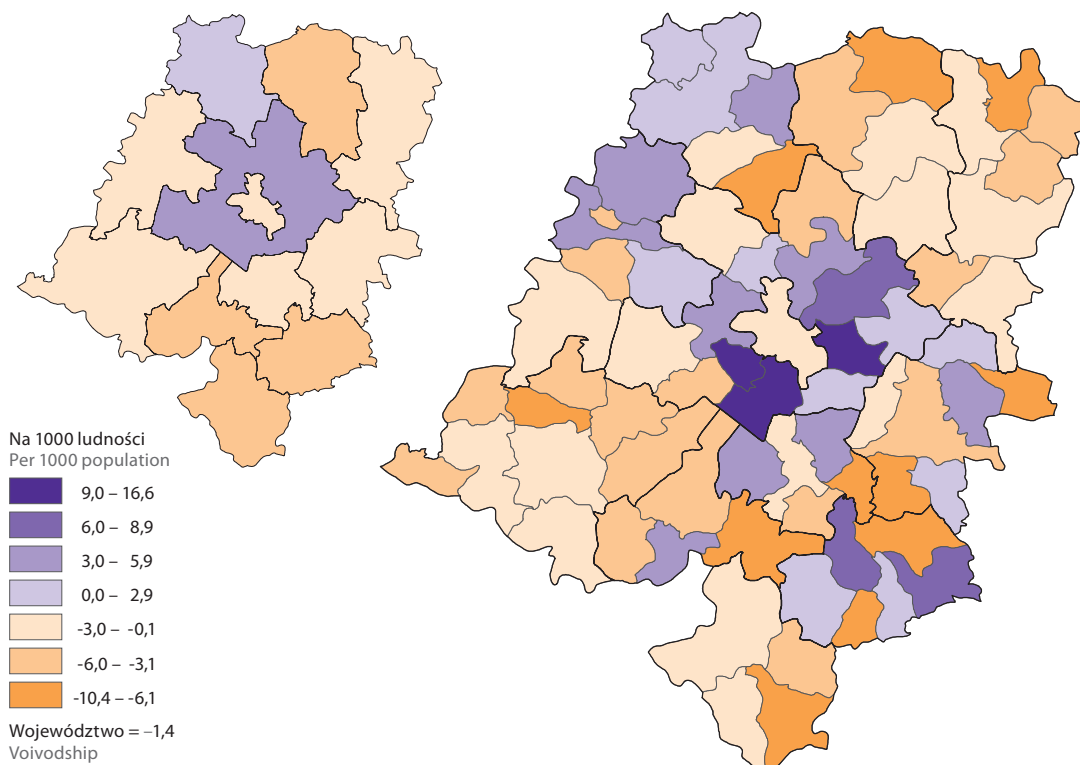 Na 1000 ludności
Per 1000 population
9,0 – 16,6
6,0 – 8,9
3,0 – 5,9
0,0 – 2,9
-3,0 – -0,1
-6,0 – -3,1
-10,4 – -6,1
Województwo = –1,4
Voivodship